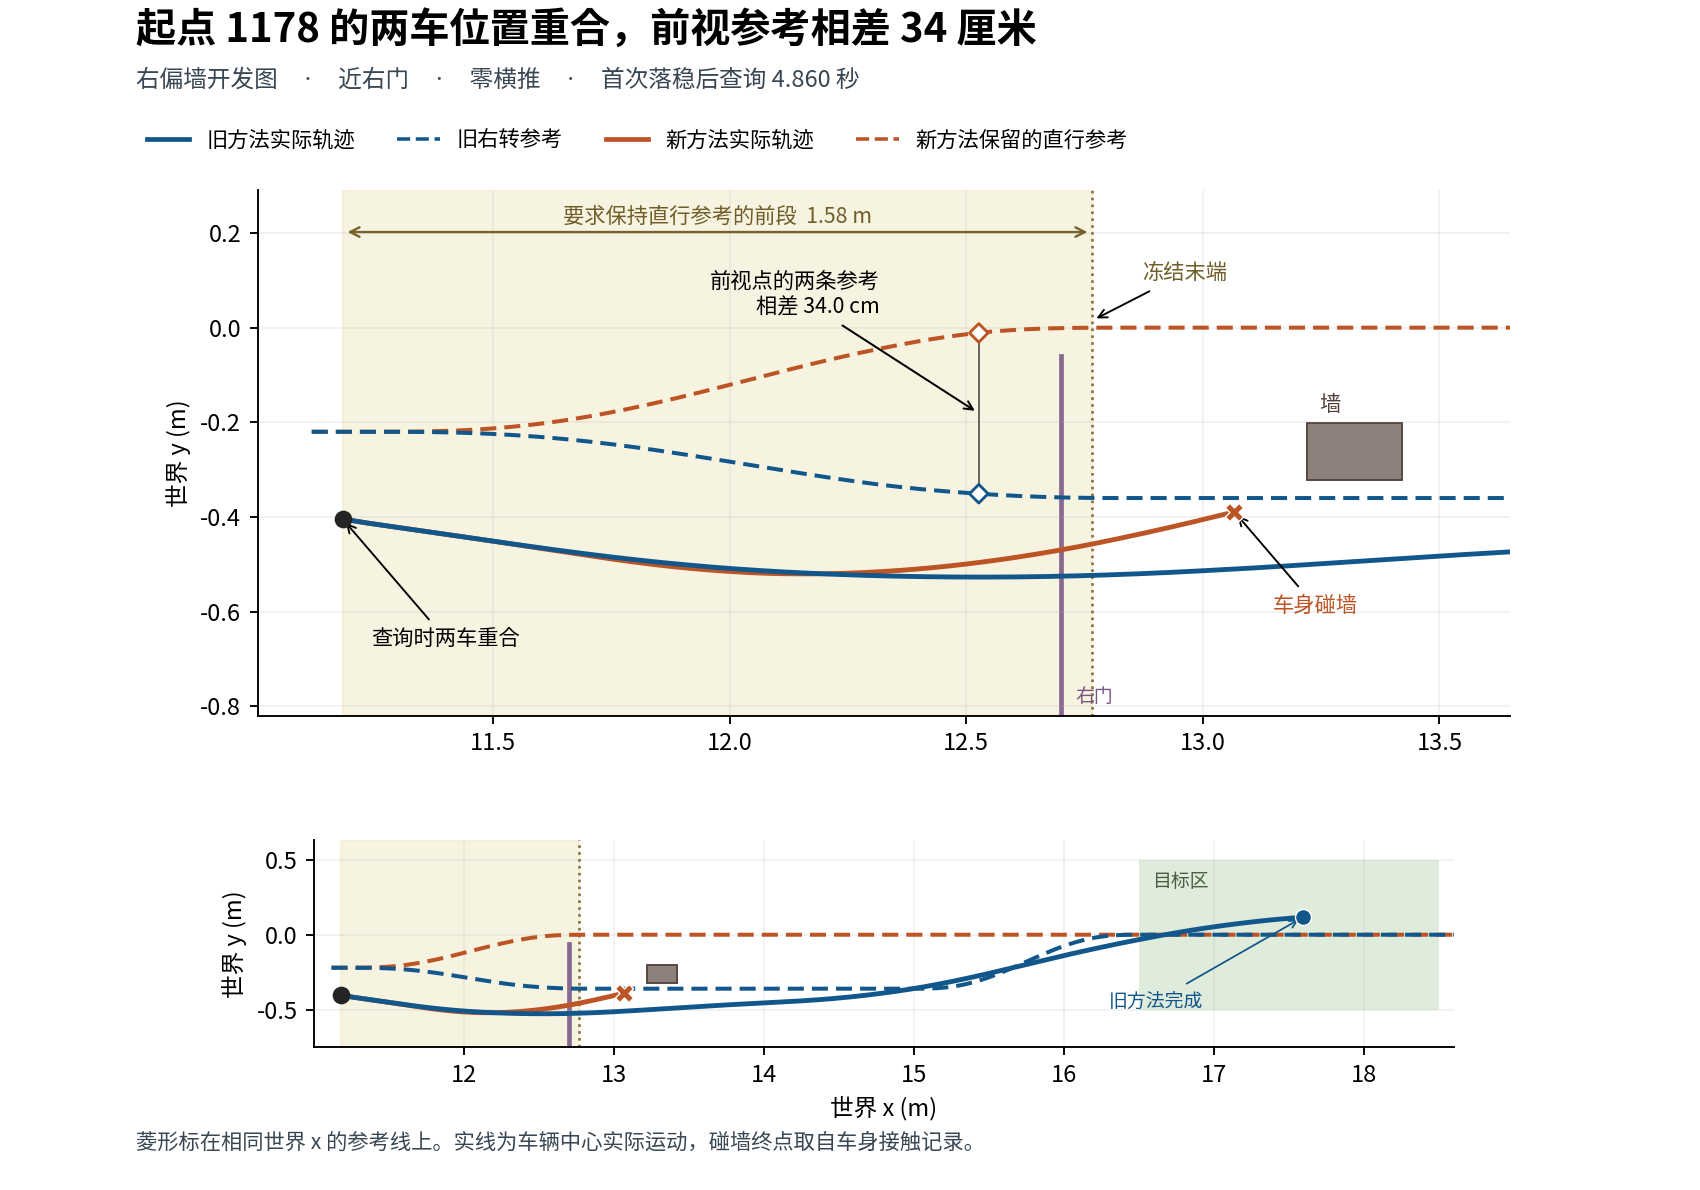 起点 1178 的两车位置重合，前视参考相差 34 厘米
右偏墙开发图 · 近右门 · 零横推 · 首次落稳后查询 4.860 秒
旧方法实际轨迹 旧右转参考 新方法实际轨迹 新方法保留的直行参考
要求保持直行参考的前段 1.58 m
前视点的两条参考
相差 34.0 cm
冻结末端
墙
车身碰墙
查询时两车重合
右门
世界 y (m)
0.2
0.0
-0.2
-0.4
-0.6
-0.8
11.5 12.0 12.5 13.0 13.5
目标区
旧方法完成
世界 y (m)
0.5
0.0
-0.5
12 13 14 15 16 17 18
世界 x (m)
菱形标在相同世界 x 的参考线上。实线为车辆中心实际运动，碰墙终点取自车身接触记录。